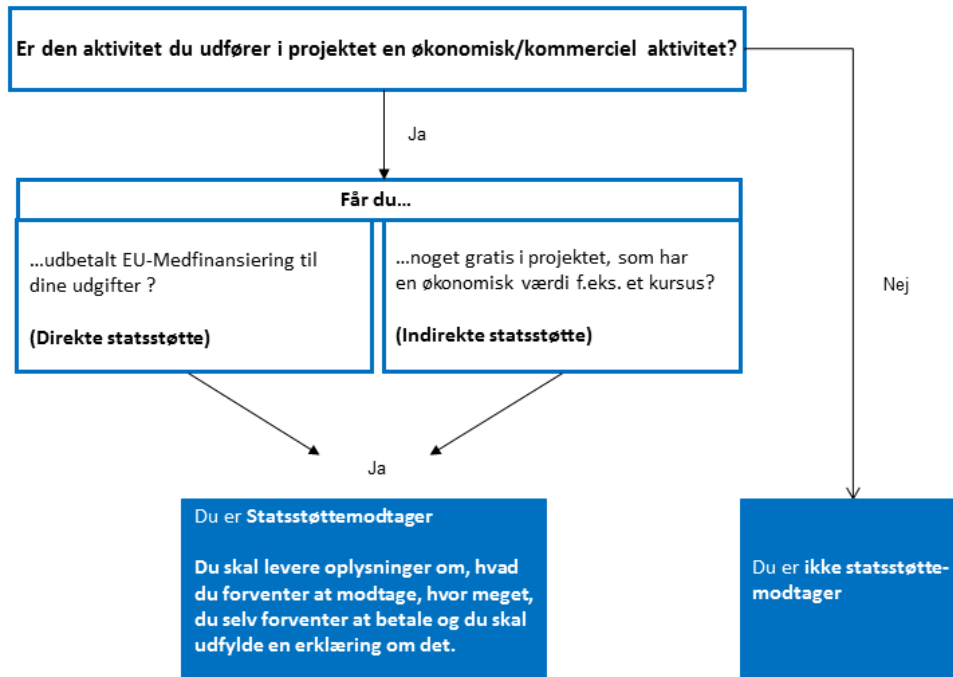 Er den aktivitet du udfører i projektet en økonomisk/kommerciel aktivitet?
Ja
Får du...
...udbetalt EU-Medfinansiering til
dine udgifter ?
(Direkte statsstøtte)
...noget gratis i projektet, som har
en økonomisk værdi f.eks. et kursus?
(Indirekte statsstøtte)
Nej
Ja
Du er Statsstøttemodtager
Du skal levere oplysninger om, hvad
du forventer at modtage, hvor meget,
du selv forventer at betale og du skal
udfylde en erklæring om det.
Du er ikke statsstøtte-
modtager